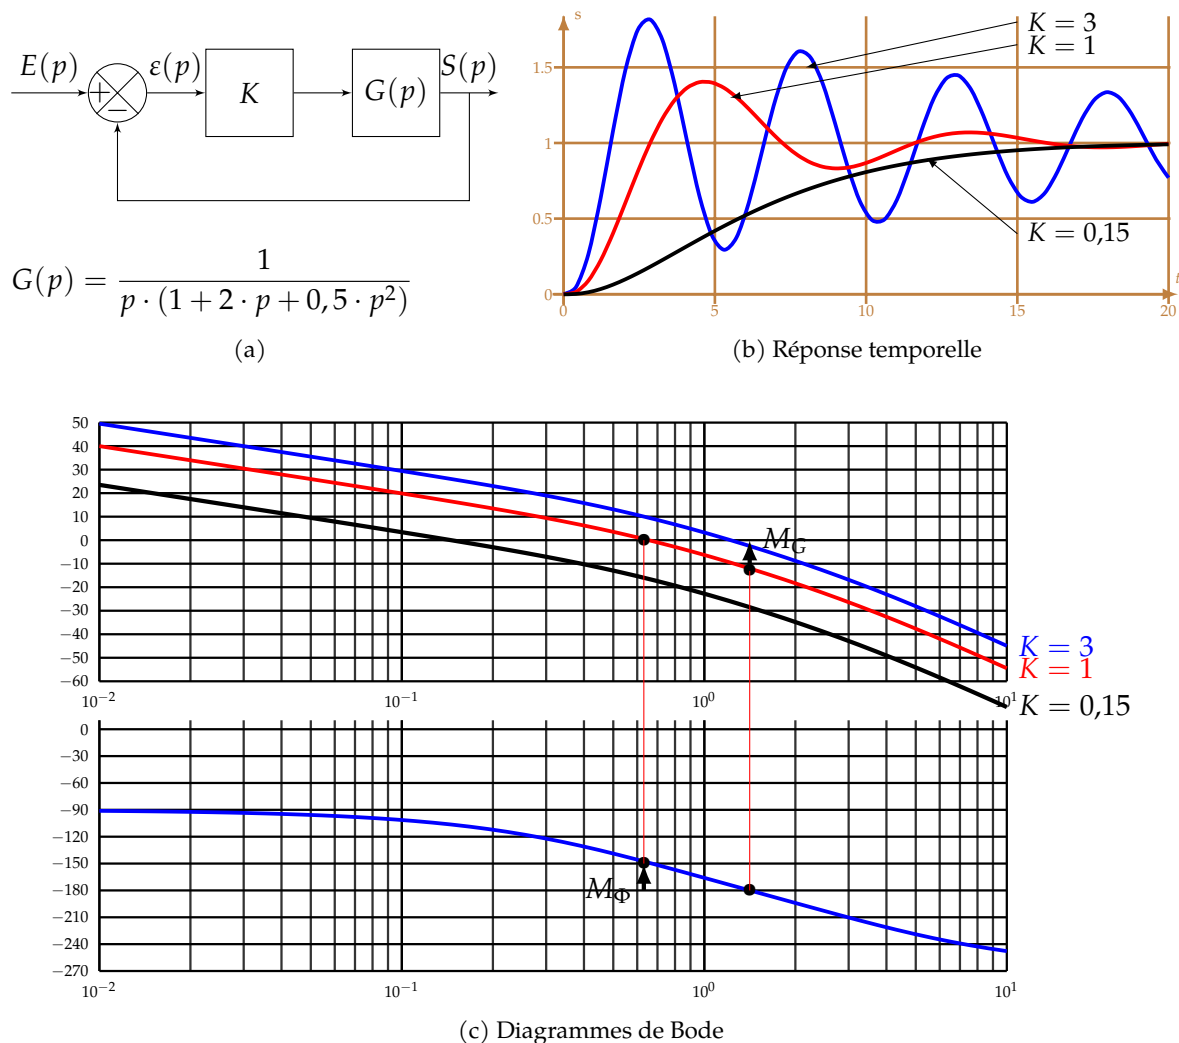 E(p) ε(p) K G(p) S(p)
+
−
G(p) = 1 / (p · (1 + 2 · p + 0, 5 · p²))
(a)
s
K = 3
K = 1
K = 0,15
1.5
1
0.5
0
0 5 10 15 20
t
(b) Réponse temporelle
50
40
30
20
10
0
−10
−20
−30
−40
−50
−60
10⁻² 10⁻¹ 10⁰ 10¹
M_G
K = 3
K = 1
K = 0,15
0
−30
−60
−90
−120
−150
−180
−210
−240
−270
M_Φ
10⁻² 10⁻¹ 10⁰ 10¹
(c) Diagrammes de Bode